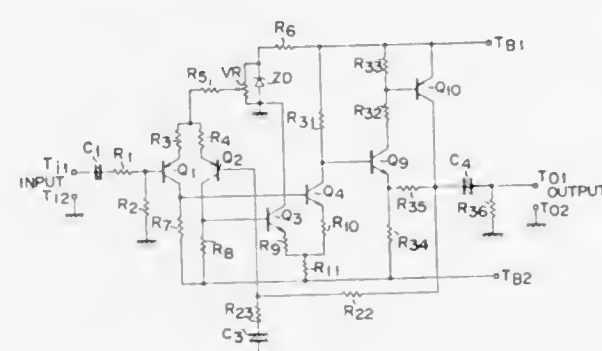 R6
TB1
VR
ZD
R33
Q10
R5
R31
R32
R3
R4
C1
R1
Q1
Q2
Q9
C4
Ti1
INPUT
Ti2
Q4
R35
TO1
OUTPUT
R36
TO2
R2
R7
Q3
R10
R8
R9
R34
R11
TB2
R23
R22
C3